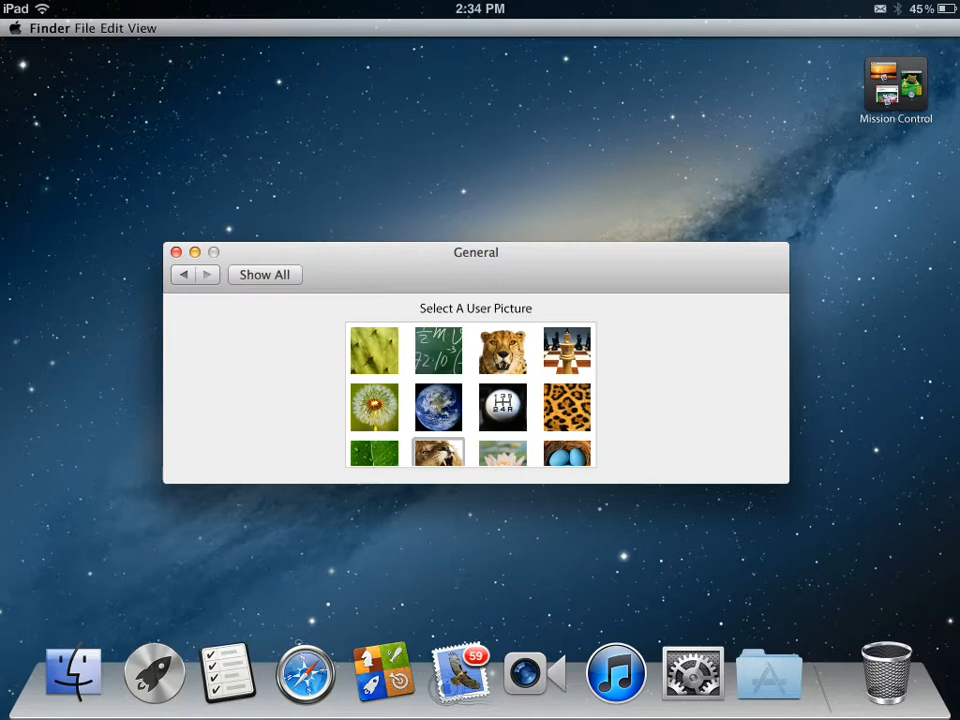 iPad 2:34 PM 45%
Finder File Edit View
Mission Control
General
Show All
Select A User Picture
59